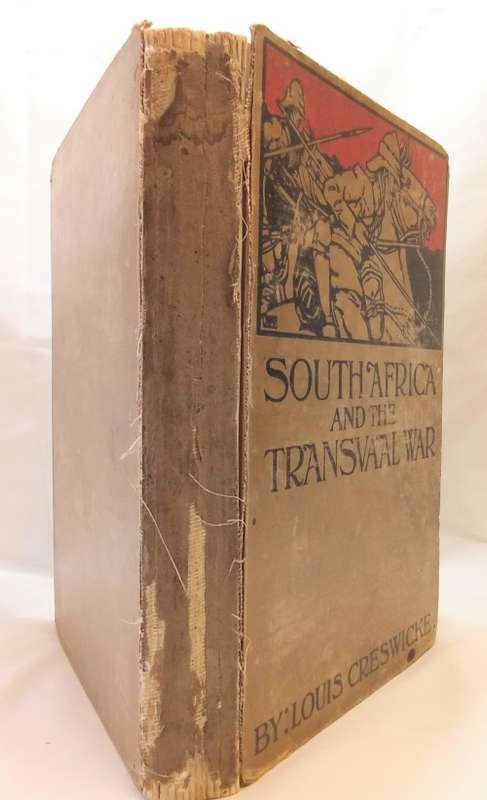 SOUTH AFRICA
AND THE
TRANSVAAL WAR
BY: LOUIS CRESWICKE.